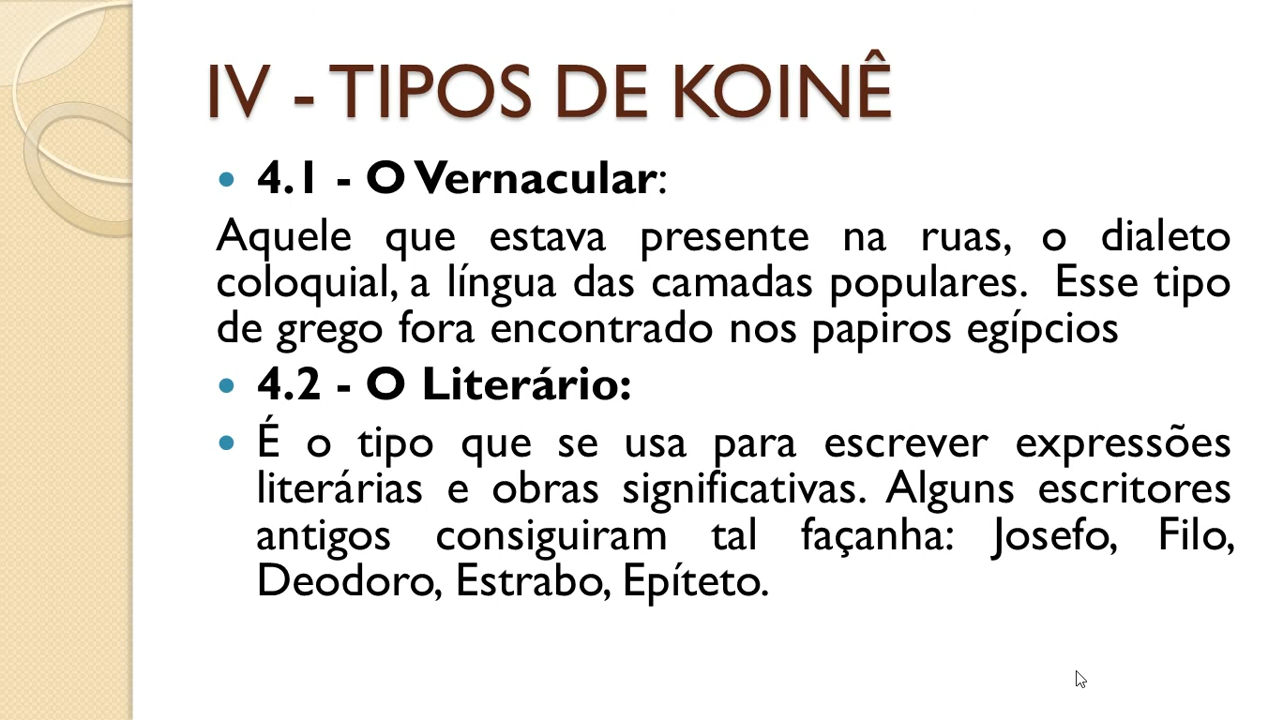 IV - TIPOS DE KOINÊ
• 4.1 - O Vernacular:
Aquele que estava presente na ruas, o dialeto
coloquial, a língua das camadas populares. Esse tipo
de grego fora encontrado nos papiros egípcios
• 4.2 - O Literário:
• É o tipo que se usa para escrever expressões
literárias e obras significativas. Alguns escritores
antigos consiguiram tal façanha: Josefo, Filo,
Deodoro, Estrabo, Epíteto.